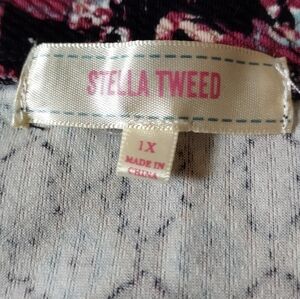 STELLA TWEED
1X
MADE IN
CHINA